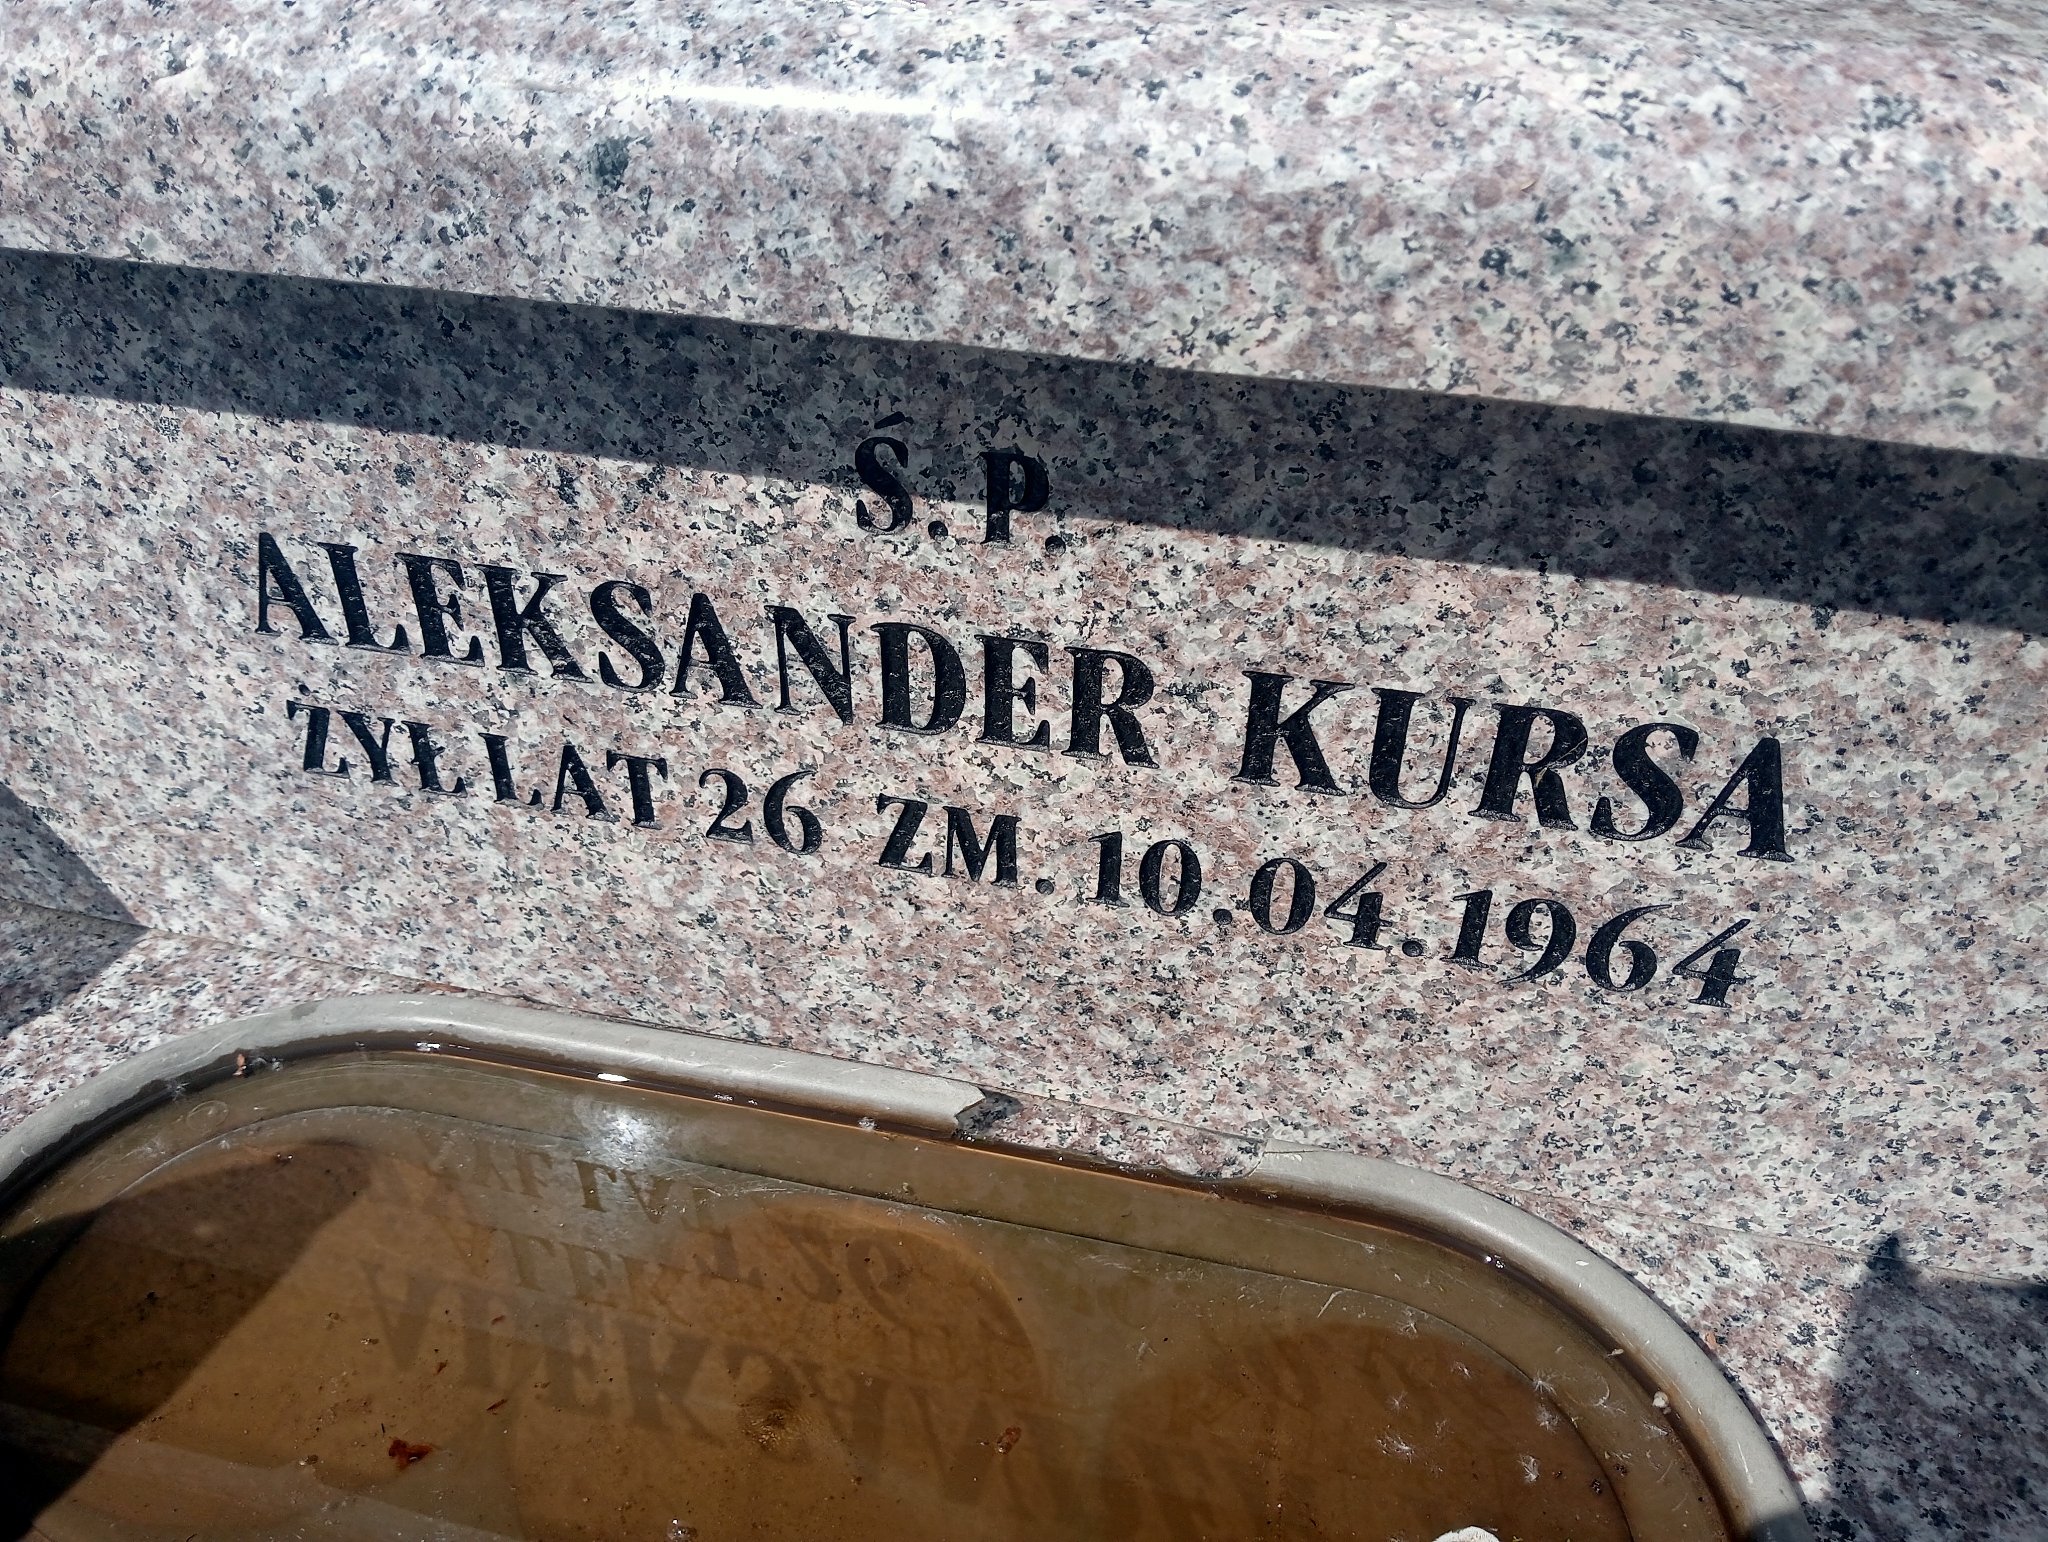 Ś.P.
ALEKSANDER KURSA
ŻYŁ LAT 26 ZM. 10.04.1964